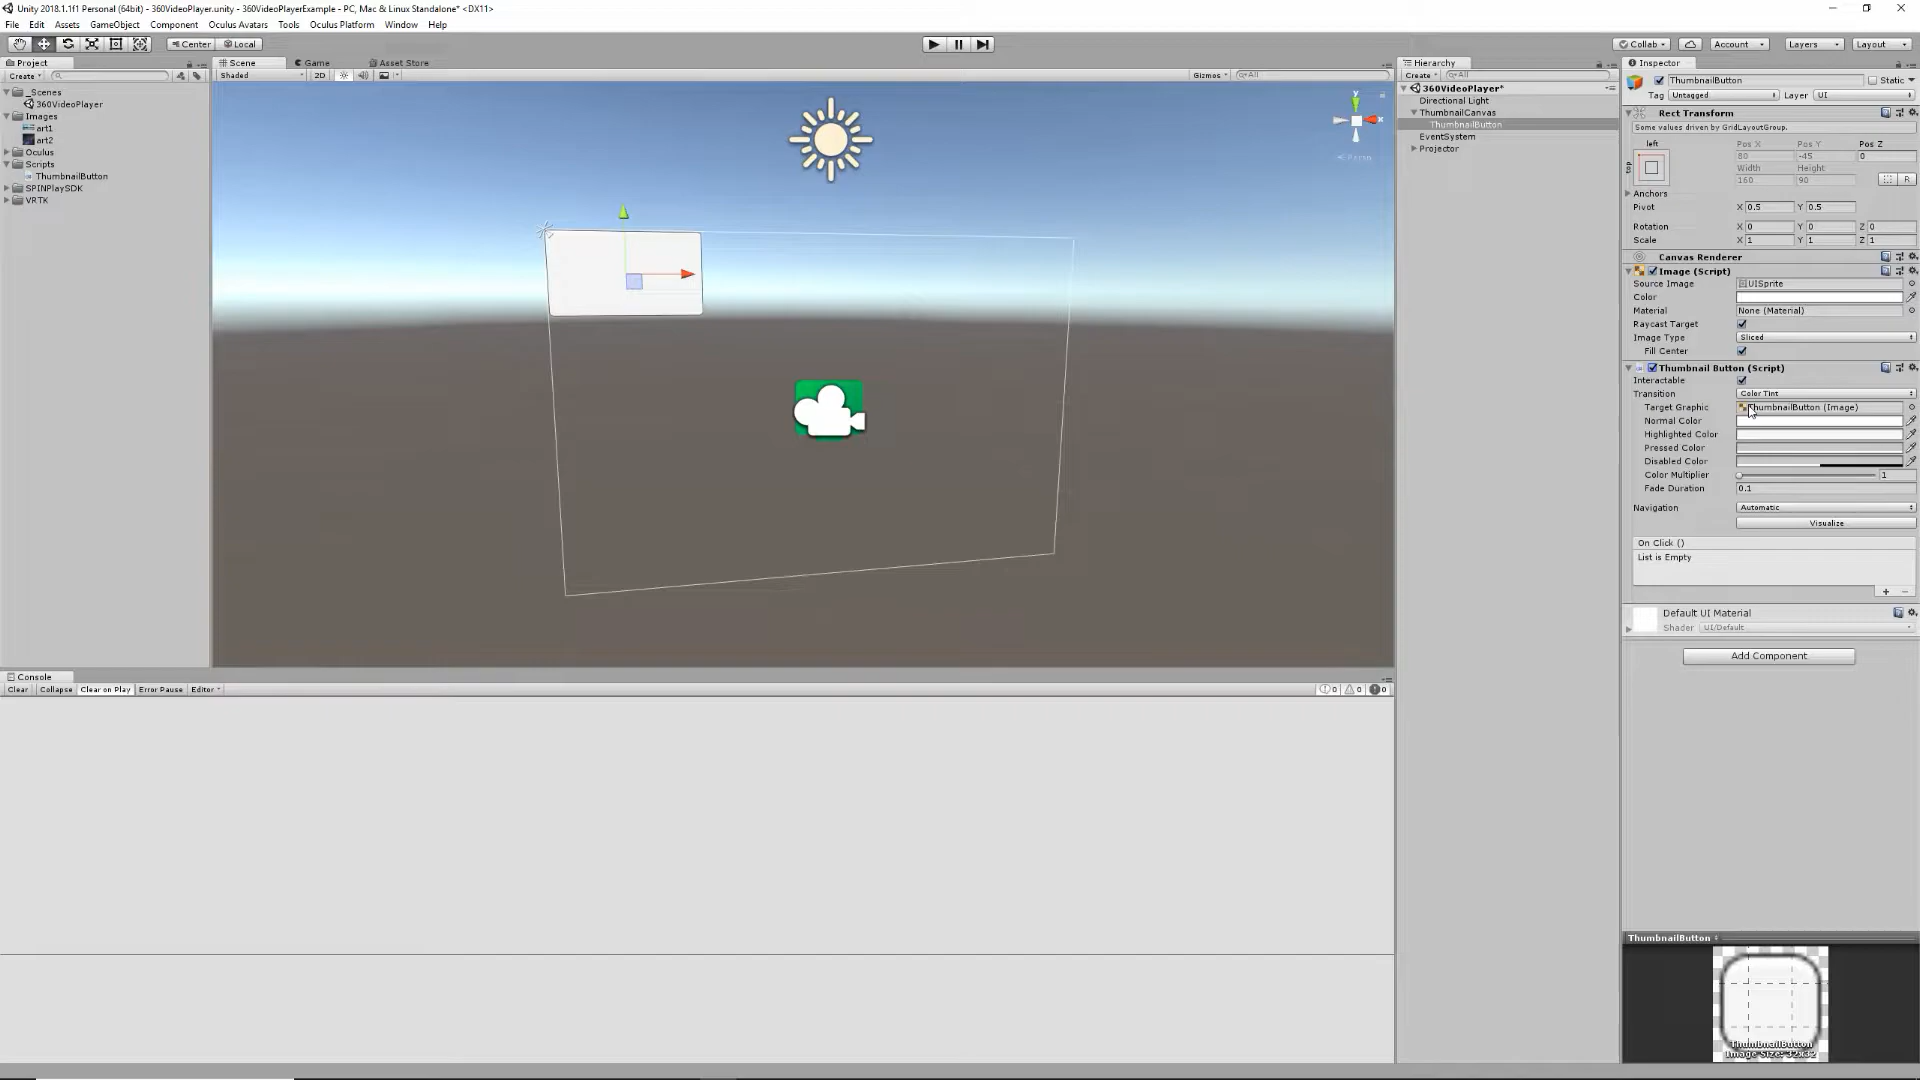 Unity 2018.1.1f1 Personal (64bit) - 360VideoPlayer.unity - 360VideoPlayerExample - PC, Mac & Linux Standalone* <DX11>
File Edit Assets GameObject Component Oculus Avatars Tools Oculus Platform Window Help
Center Local
Collab Account Layers Layout
Project
Create
_Scenes
360VideoPlayer
Images
art1
art2
Oculus
Scripts
ThumbnailButton
SPINPlaySDK
VRTK
Scene Game Asset Store
Shaded 2D Gizmos All
Persp
Console
Clear Collapse Clear on Play Error Pause Editor 0 0 0
Hierarchy
Create All
360VideoPlayer*
Directional Light
ThumbnailCanvas
ThumbnailButton
EventSystem
Projector
Inspector
ThumbnailButton Static
Tag Untagged Layer UI
Rect Transform
Some values driven by GridLayoutGroup.
left Pos X Pos Y Pos Z
top 80 -45 0
Width Height
160 90 R
Anchors
Pivot X 0.5 Y 0.5
Rotation X 0 Y 0 Z 0
Scale X 1 Y 1 Z 1
Canvas Renderer
Image (Script)
Source Image UISprite
Color
Material None (Material)
Raycast Target
Image Type Sliced
Fill Center
Thumbnail Button (Script)
Interactable
Transition Color Tint
Target Graphic ThumbnailButton (Image)
Normal Color
Highlighted Color
Pressed Color
Disabled Color
Color Multiplier 1
Fade Duration 0.1
Navigation Automatic
Visualize
On Click ()
List is Empty
Default UI Material
Shader UI/Default
Add Component
ThumbnailButton
ThumbnailButton
Image Size: 32x32